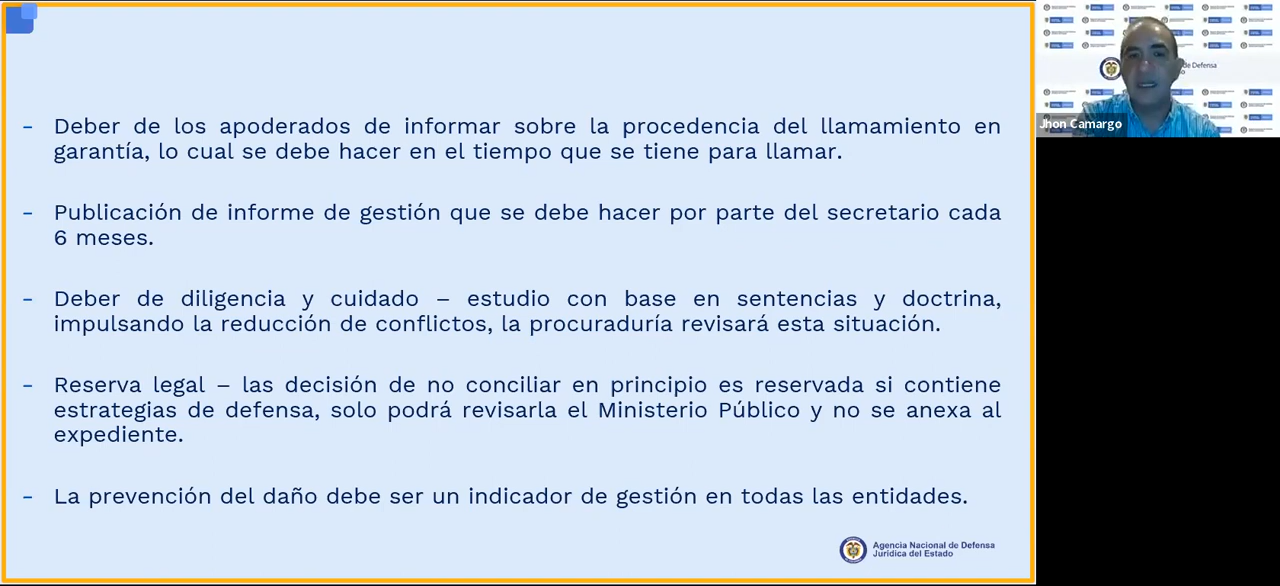 - Deber de los apoderados de informar sobre la procedencia del llamamiento en
garantía, lo cual se debe hacer en el tiempo que se tiene para llamar.
- Publicación de informe de gestión que se debe hacer por parte del secretario cada
6 meses.
- Deber de diligencia y cuidado – estudio con base en sentencias y doctrina,
impulsando la reducción de conflictos, la procuraduría revisará esta situación.
- Reserva legal – las decisión de no conciliar en principio es reservada si contiene
estrategias de defensa, solo podrá revisarla el Ministerio Público y no se anexa al
expediente.
- La prevención del daño debe ser un indicador de gestión en todas las entidades.
Agencia Nacional de Defensa
Jurídica del Estado
de Defensa
Jhon Camargo